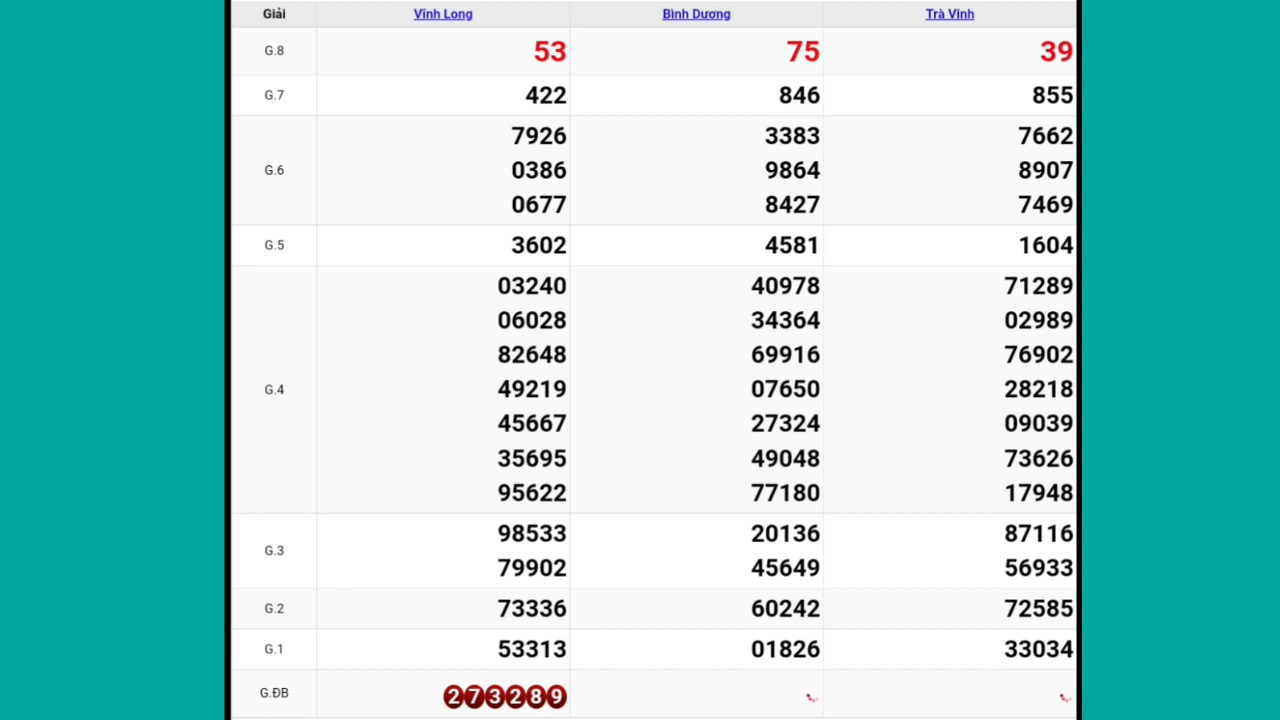 Giải Vĩnh Long Bình Dương Trà Vinh
G.8 53 75 39
G.7 422 846 855
7926 3383 7662
G.6 0386 9864 8907
0677 8427 7469
G.5 3602 4581 1604
03240 40978 71289
06028 34364 02989
82648 69916 76902
G.4 49219 07650 28218
45667 27324 09039
35695 49048 73626
95622 77180 17948
G.3
98533 20136 87116
79902 45649 56933
G.2 73336 60242 72585
G.1 53313 01826 33034
G.ĐB 273289